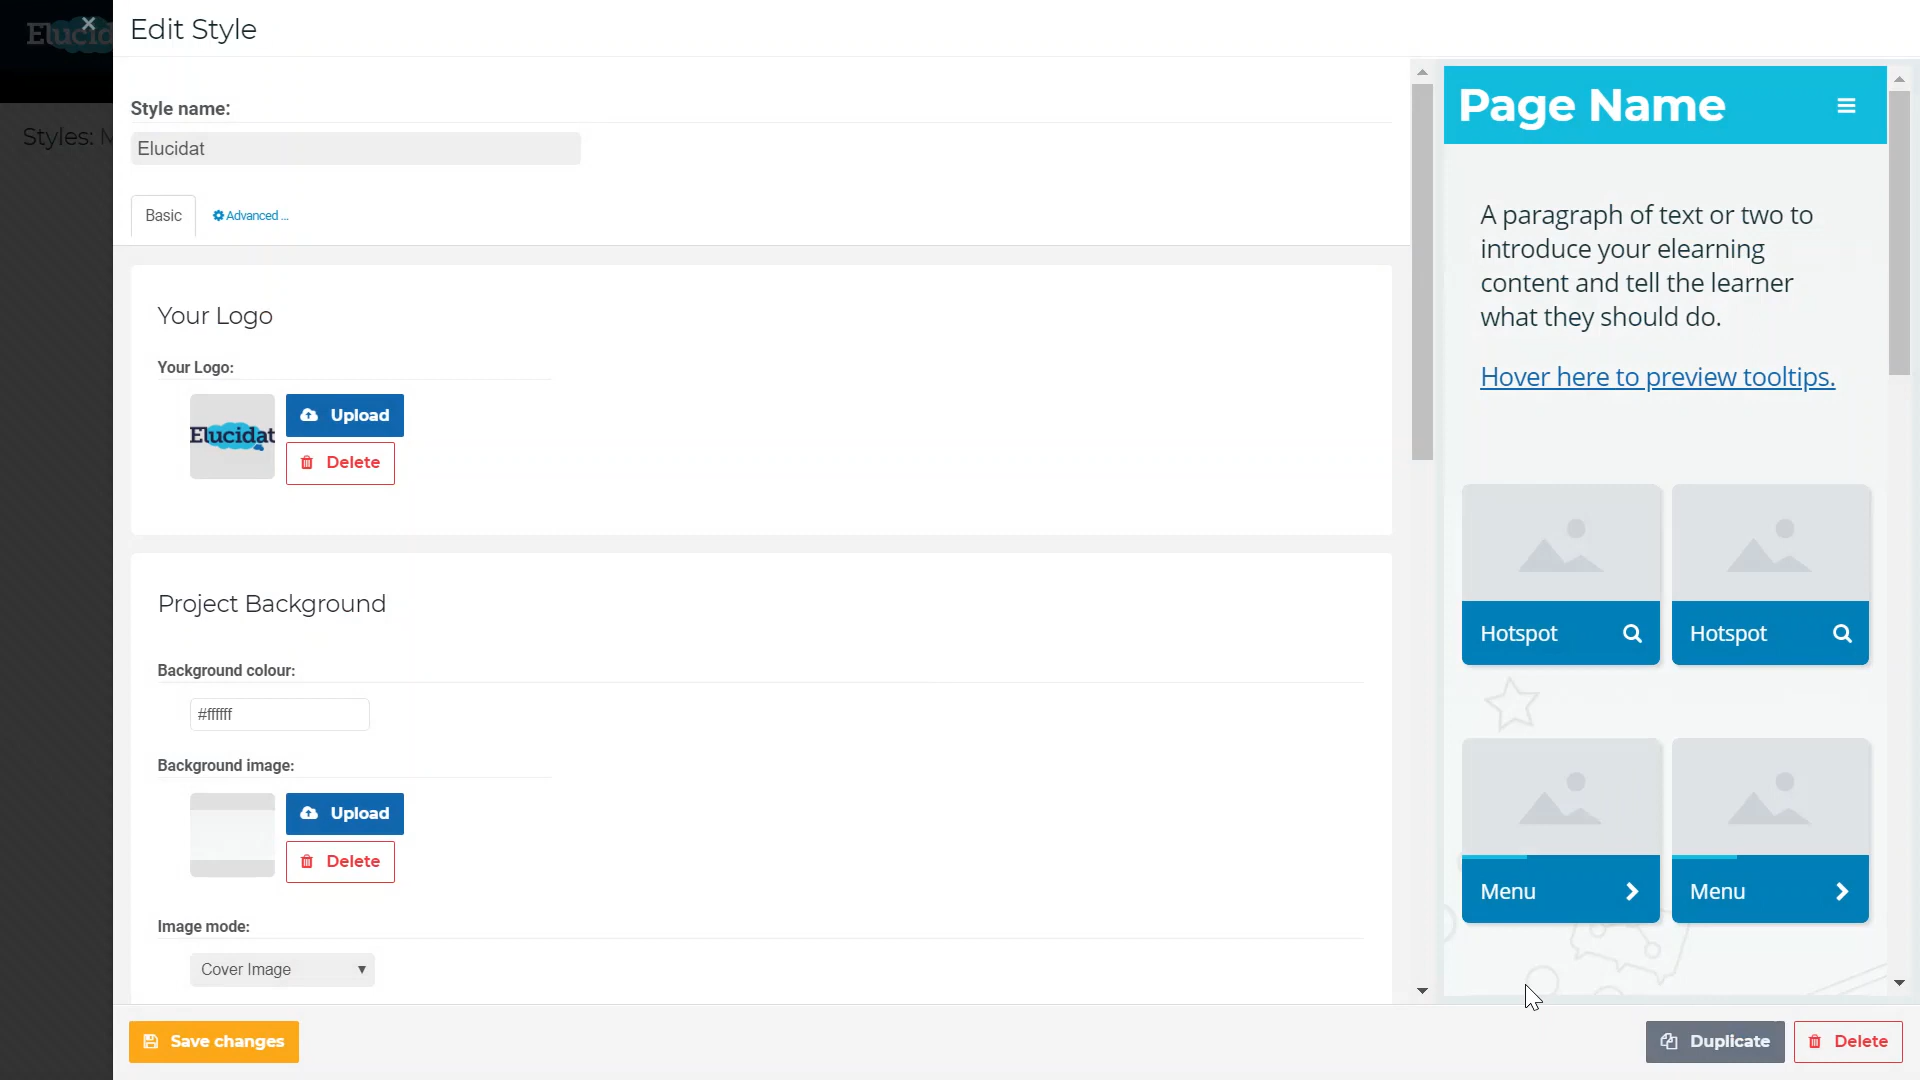 Elucid
Edit Style
Styles: M
Style name:
Elucidat
Basic
Advanced ...
Your Logo
Your Logo:
Elucidat
Upload
Delete
Project Background
Background colour:
#ffffff
Background image:
Upload
Delete
Image mode:
Cover Image
Save changes
Page Name
A paragraph of text or two to
introduce your elearning
content and tell the learner
what they should do.
Hover here to preview tooltips.
Hotspot
Hotspot
Menu
Menu
Duplicate
Delete